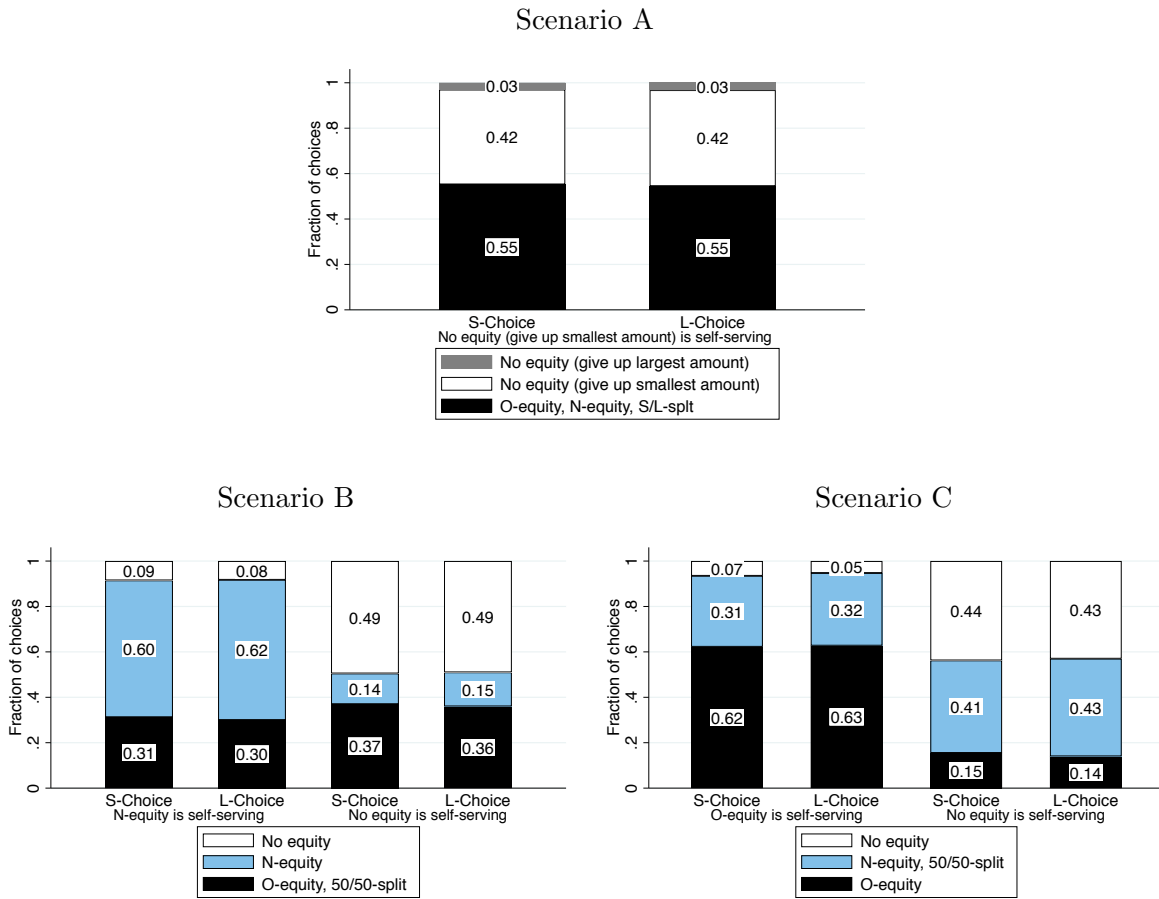 Scenario A
Fraction of choices
1
.8
.6
.4
.2
0
0.03
0.03
0.42
0.42
0.55
0.55
S-Choice
L-Choice
No equity (give up smallest amount) is self-serving
No equity (give up largest amount)
No equity (give up smallest amount)
O-equity, N-equity, S/L-splt
Scenario B
Fraction of choices
1
.8
.6
.4
.2
0
0.09
0.08
0.49
0.49
0.60
0.62
0.14
0.15
0.31
0.30
0.37
0.36
S-Choice
L-Choice
S-Choice
L-Choice
N-equity is self-serving
No equity is self-serving
No equity
N-equity
O-equity, 50/50-split
Scenario C
Fraction of choices
1
.8
.6
.4
.2
0
0.07
0.05
0.44
0.43
0.31
0.32
0.41
0.43
0.62
0.63
0.15
0.14
S-Choice
L-Choice
S-Choice
L-Choice
O-equity is self-serving
No equity is self-serving
No equity
N-equity, 50/50-split
O-equity